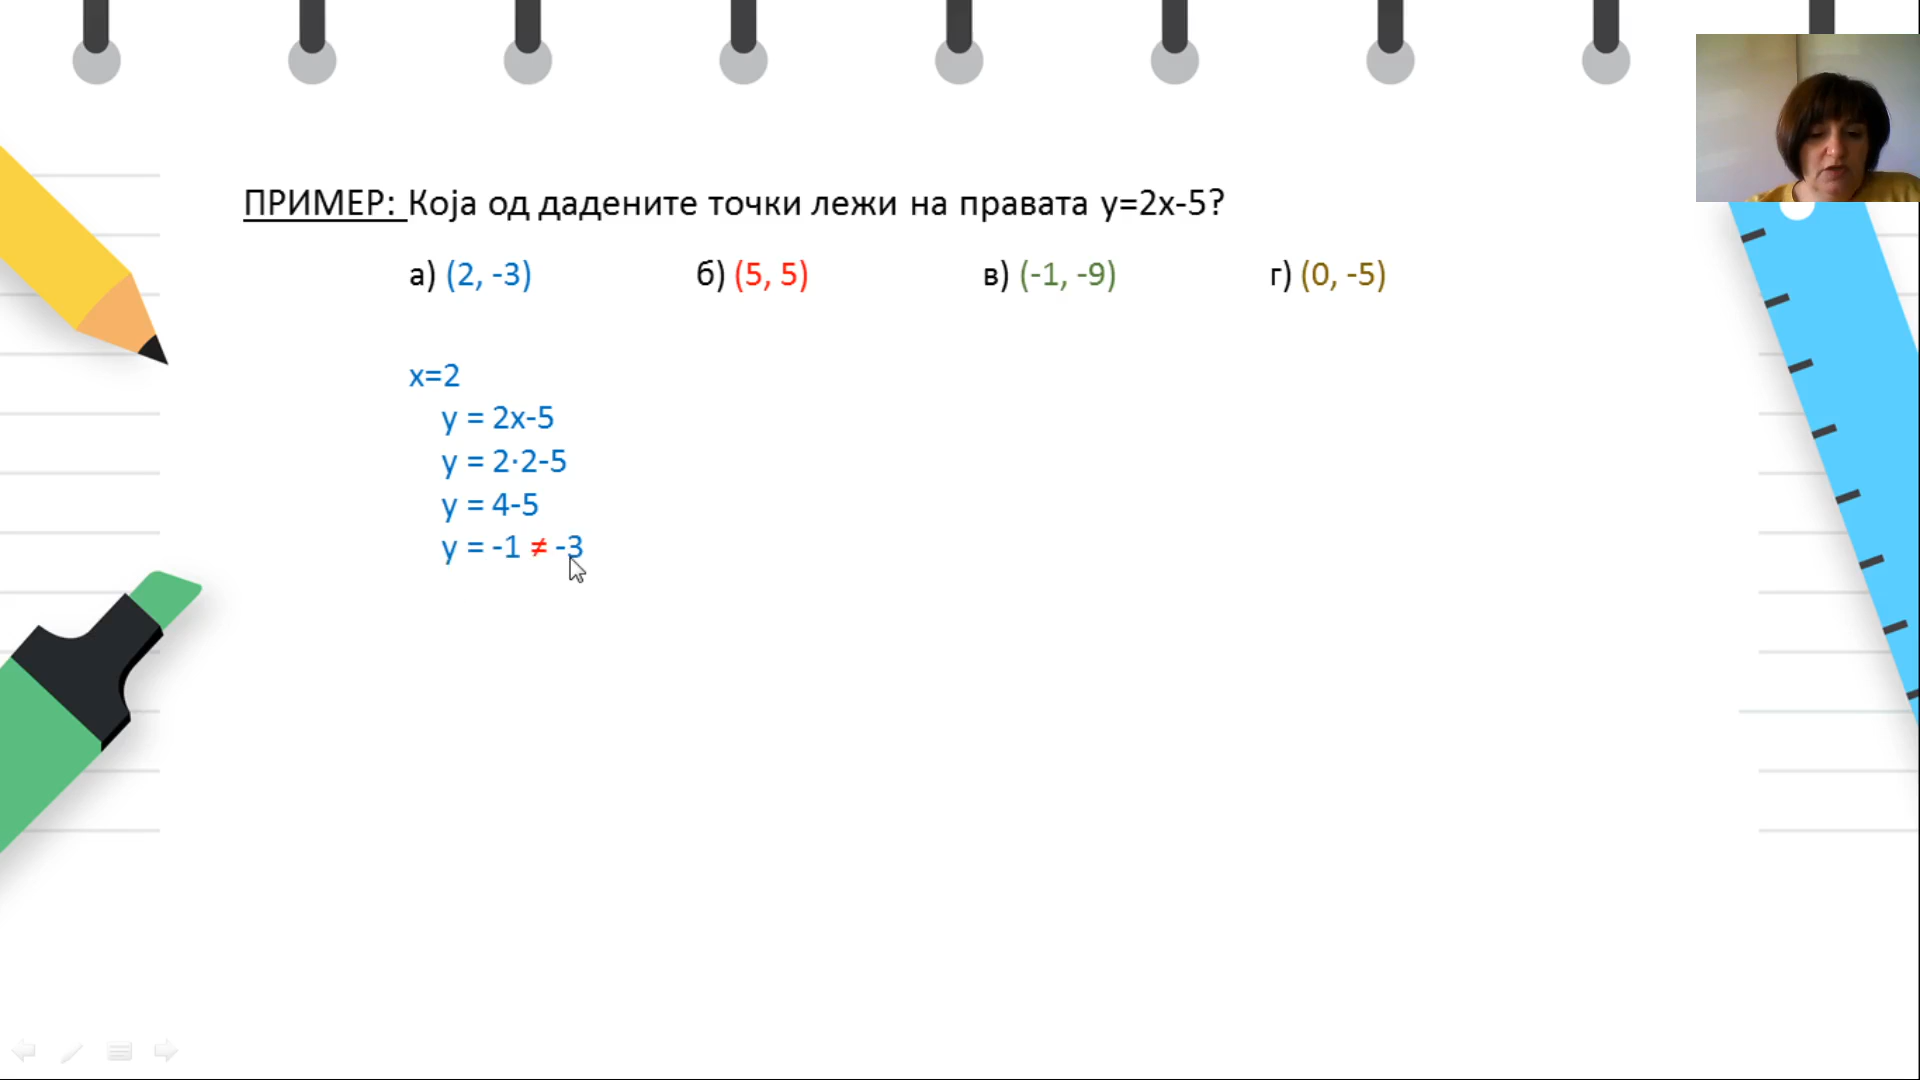 ПРИМЕР: Која од дадените точки лежи на правата y=2x-5?
а) (2, -3) б) (5, 5) в) (-1, -9) г) (0, -5)
x=2
y = 2x-5
y = 2·2-5
y = 4-5
y = -1 ≠ -3